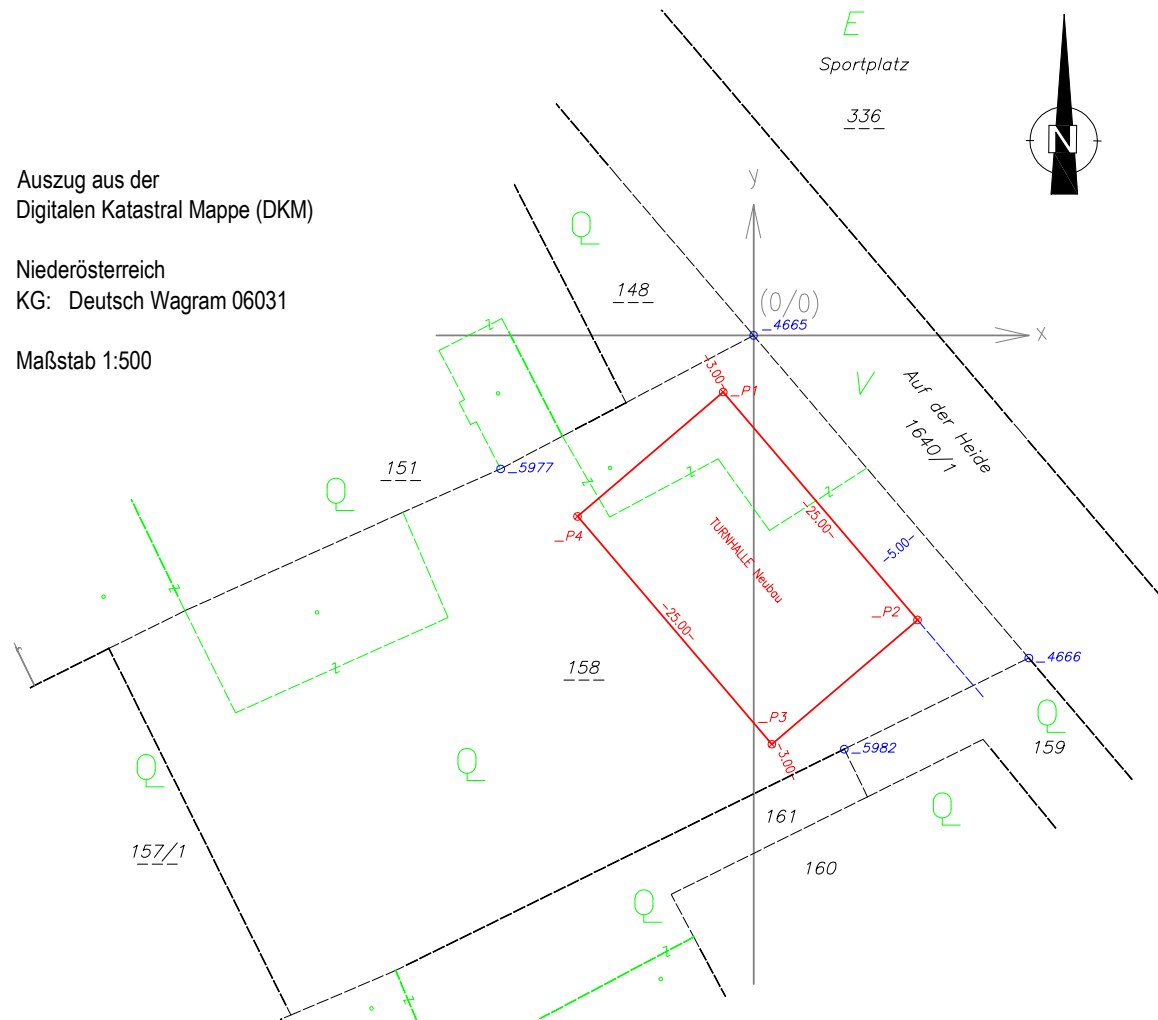 E
Sportplatz
336
N
Auszug aus der
Digitalen Katastral Mappe (DKM)
Niederösterreich
KG: Deutsch Wagram 06031
Maßstab 1:500
y
148
(0/0)
_4665
x
-3.00-
_P1
V
Auf der Heide
1640/1
151
_5977
_P4
-25.00-
-5.00-
TURNHALLE Neubau
_P2
-25.00-
158
_4666
_P3
-3.00-
_5982
159
161
157/1
160